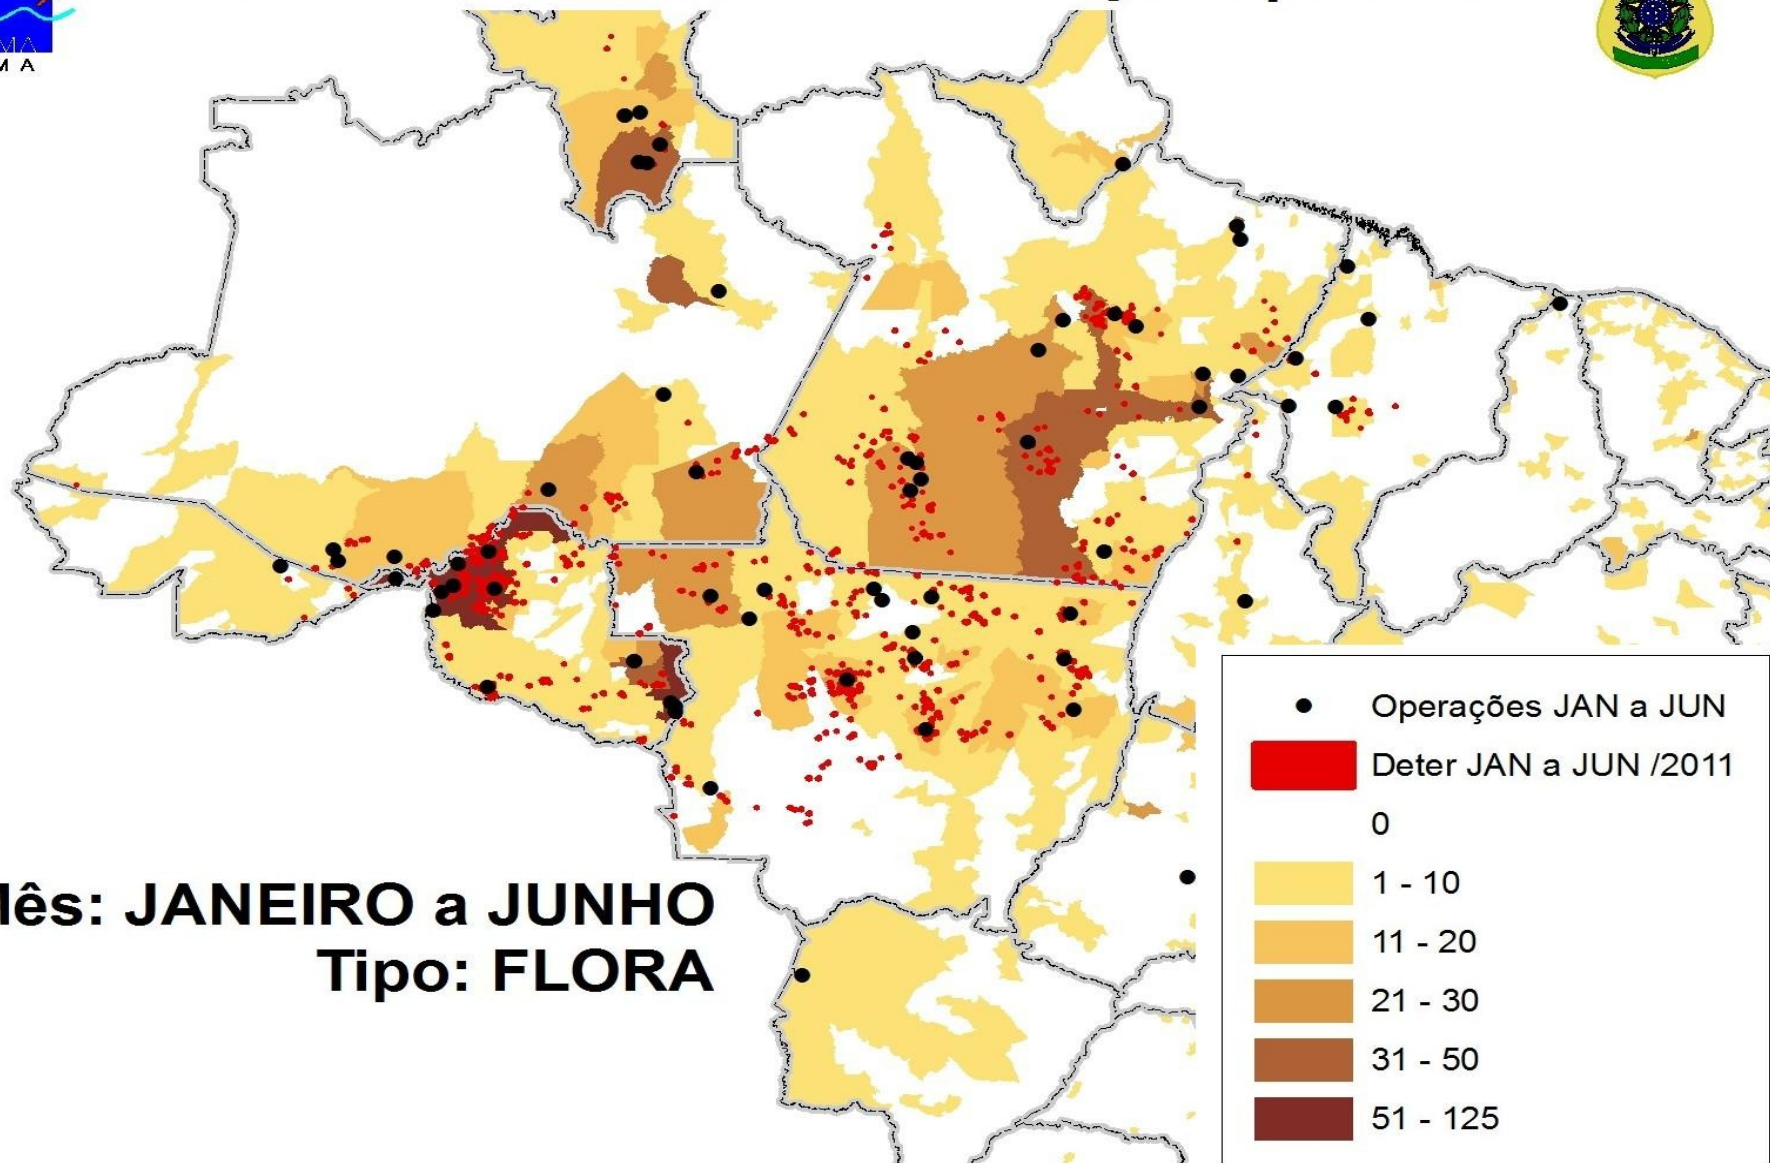 MA
M A
Mês: JANEIRO a JUNHO
Tipo: FLORA
Operações JAN a JUN
Deter JAN a JUN /2011
0
1 - 10
11 - 20
21 - 30
31 - 50
51 - 125